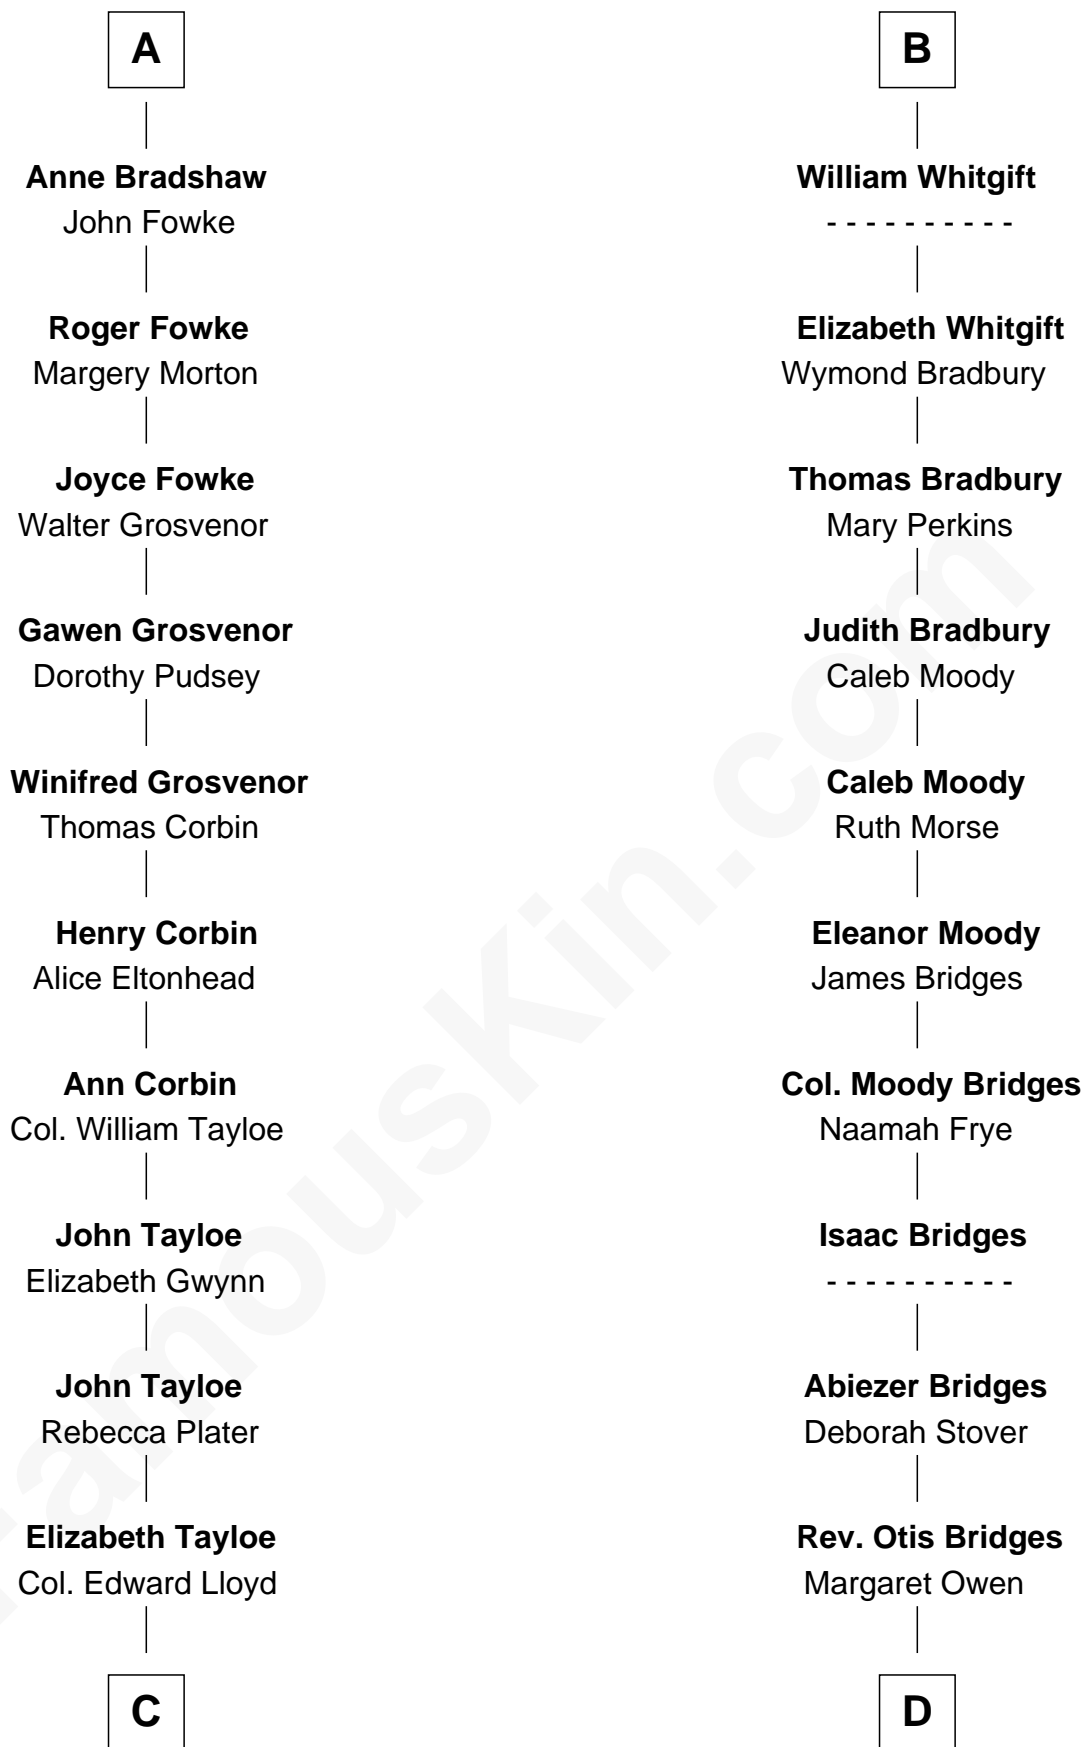 A
Anne Bradshaw
John Fowke
Roger Fowke
Margery Morton
Joyce Fowke
Walter Grosvenor
Gawen Grosvenor
Dorothy Pudsey
Winifred Grosvenor
Thomas Corbin
Henry Corbin
Alice Eltonhead
Ann Corbin
Col. William Tayloe
John Tayloe
Elizabeth Gwynn
John Tayloe
Rebecca Plater
Elizabeth Tayloe
Col. Edward Lloyd
C
B
William Whitgift
- - - - - - - - - -
Elizabeth Whitgift
Wymond Bradbury
Thomas Bradbury
Mary Perkins
Judith Bradbury
Caleb Moody
Caleb Moody
Ruth Morse
Eleanor Moody
James Bridges
Col. Moody Bridges
Naamah Frye
Isaac Bridges
- - - - - - - - - -
Abiezer Bridges
Deborah Stover
Rev. Otis Bridges
Margaret Owen
D
FamousKin.com